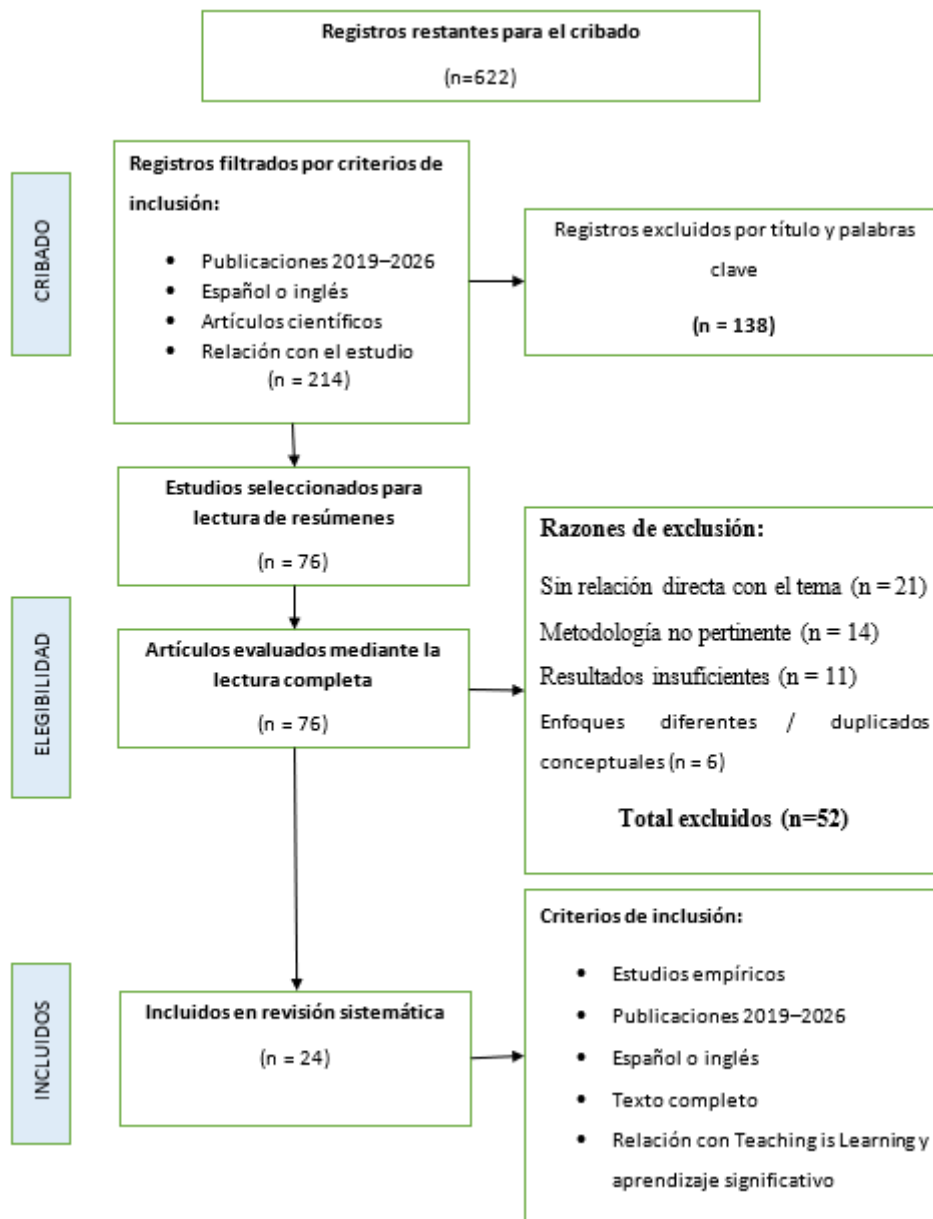 Registros restantes para el cribado
(n=622)
CRIBADO
Registros filtrados por criterios de
inclusión:
• Publicaciones 2019–2026
• Español o inglés
• Artículos científicos
• Relación con el estudio
(n = 214)
Registros excluidos por título y palabras
clave
(n = 138)
Estudios seleccionados para
lectura de resúmenes
(n = 76)
ELEGIBILIDAD
Artículos evaluados mediante la
lectura completa
(n = 76)
Razones de exclusión:
Sin relación directa con el tema (n = 21)
Metodología no pertinente (n = 14)
Resultados insuficientes (n = 11)
Enfoques diferentes / duplicados
conceptuales (n = 6)
Total excluidos (n=52)
INCLUIDOS
Incluidos en revisión sistemática
(n = 24)
Criterios de inclusión:
• Estudios empíricos
• Publicaciones 2019–2026
• Español o inglés
• Texto completo
• Relación con Teaching is Learning y
aprendizaje significativo